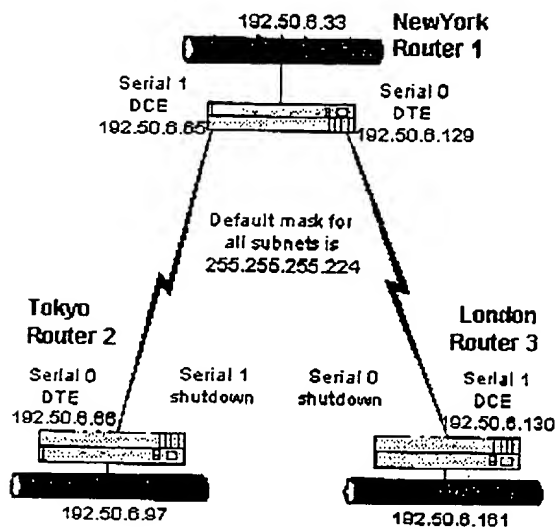 192.50.6.33
NewYork
Router 1
Serial 1
DCE
192.50.6.65
Serial 0
DTE
192.50.6.129
Default mask for
all subnets is
255.255.255.224
Tokyo
Router 2
London
Router 3
Serial 0
DTE
192.50.6.66
Serial 1
shutdown
Serial 0
shutdown
Serial 1
DCE
192.50.6.130
192.50.6.97
192.50.6.161